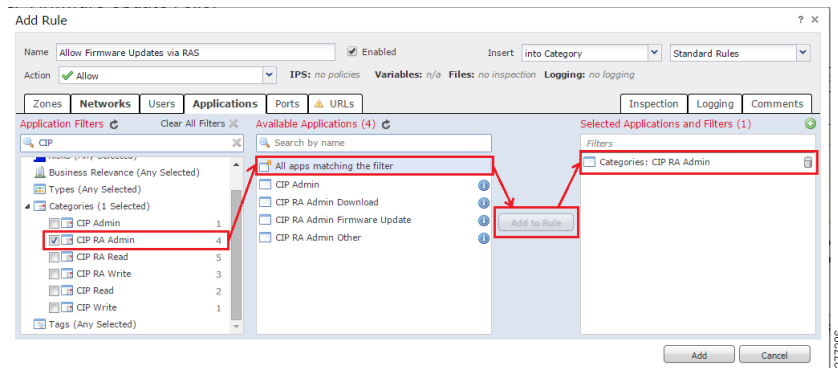 Add Rule
? ×
Name Allow Firmware Updates via RAS Enabled Insert into Category Standard Rules
Action Allow IPS: no policies Variables: n/a Files: no inspection Logging: no logging
Zones Networks Users Applications Ports URLs Inspection Logging Comments
Application Filters Clear All Filters Available Applications (4) Selected Applications and Filters (1)
CIP Search by name Filters
All apps matching the filter Categories: CIP RA Admin
Business Relevance (Any Selected)
CIP Admin
Types (Any Selected)
CIP RA Admin Download
Categories (1 Selected)
CIP RA Admin Firmware Update Add to Rule
CIP Admin 1
CIP RA Admin 4 CIP RA Admin Other
CIP RA Read 5
CIP RA Write 3
CIP Read 2
CIP Write 1
Tags (Any Selected)
Add Cancel